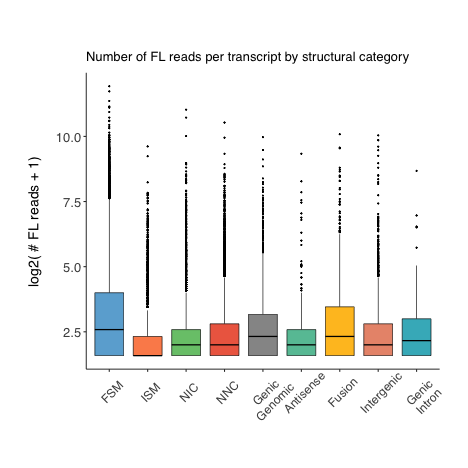 Number of FL reads per transcript by structural category
log2( # FL reads + 1)
10.0
7.5
5.0
2.5
FSM
ISM
NIC
NNC
Genic
Genomic
Antisense
Fusion
Intergenic
Genic
Intron